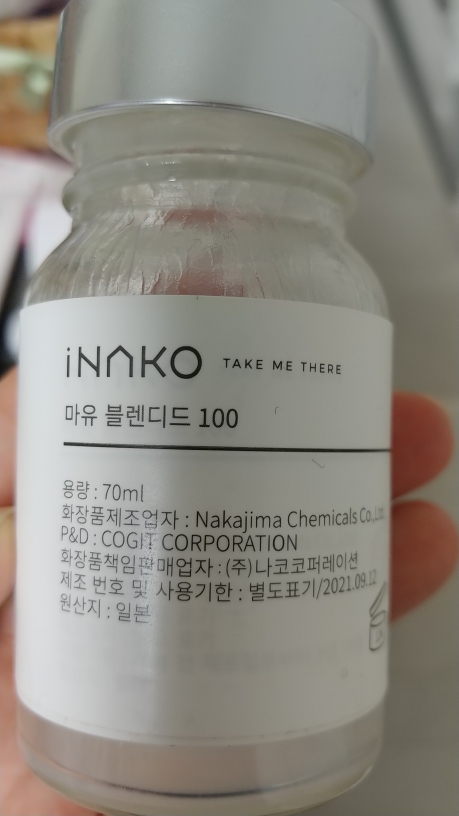 iNAKO TAKE ME THERE
마유 블렌디드 100
용량 : 70ml
화장품제조업자 : Nakajima Chemicals Co.,Ltd.
P&D : COGIT CORPORATION
화장품책임판매업자 : (주)나코코퍼레이션
제조 번호 및 사용기한 : 별도표기/2021.09.12
원산지 : 일본